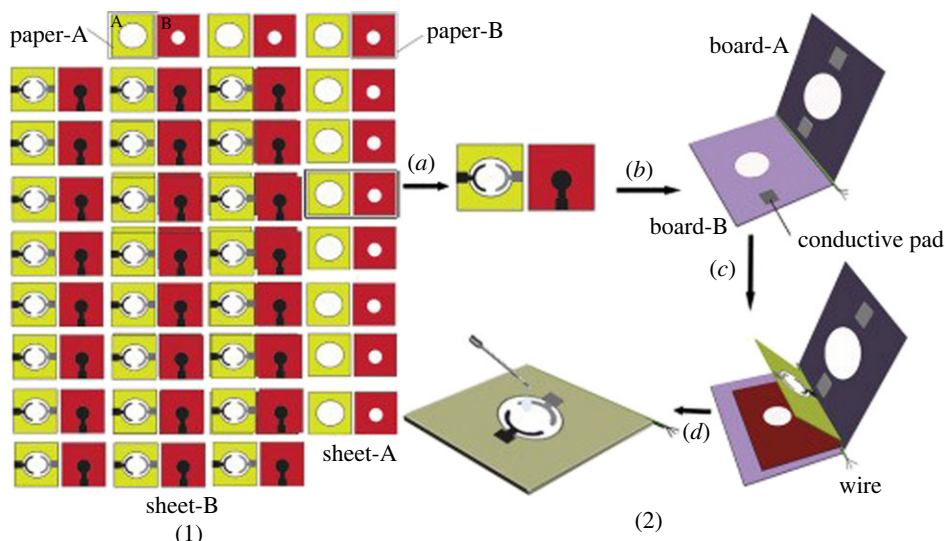 A B
paper-A
paper-B
board-A
(a)
(b)
board-B
conductive pad
(c)
sheet-A
(d)
wire
sheet-B
(1)
(2)